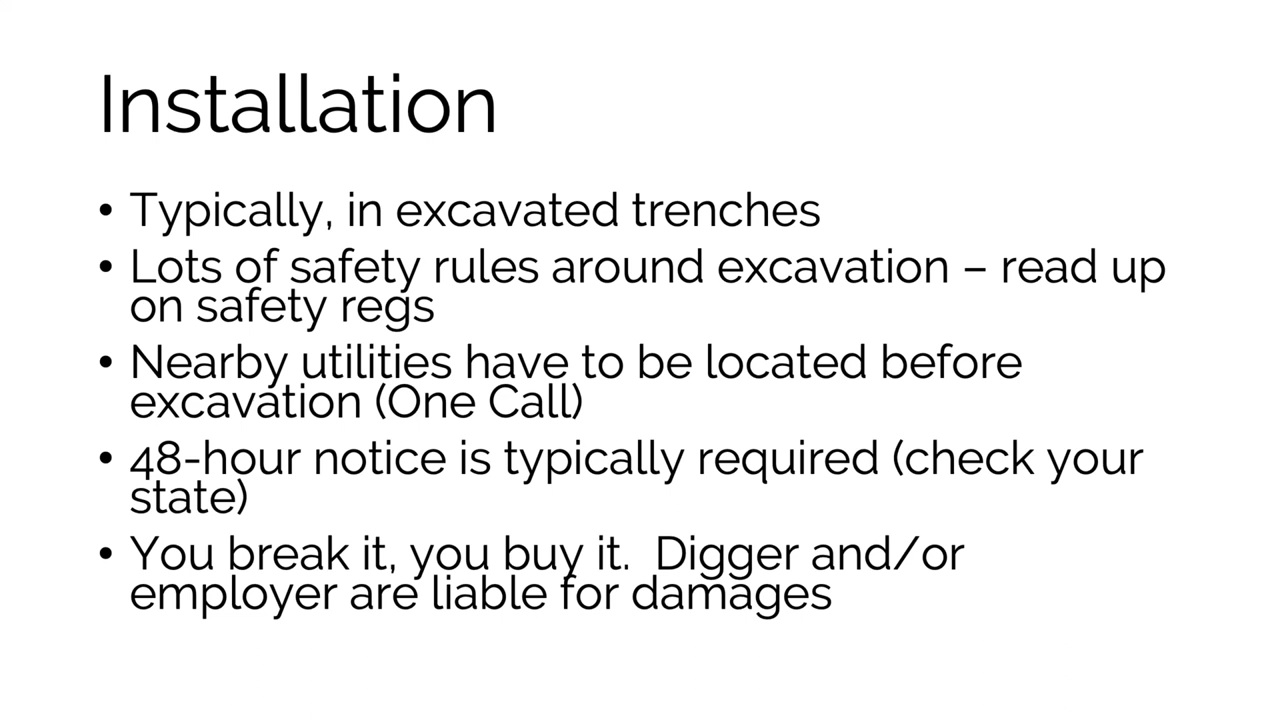 Installation
• Typically, in excavated trenches
• Lots of safety rules around excavation – read up
on safety regs
• Nearby utilities have to be located before
excavation (One Call)
• 48-hour notice is typically required (check your
state)
• You break it, you buy it.  Digger and/or
employer are liable for damages